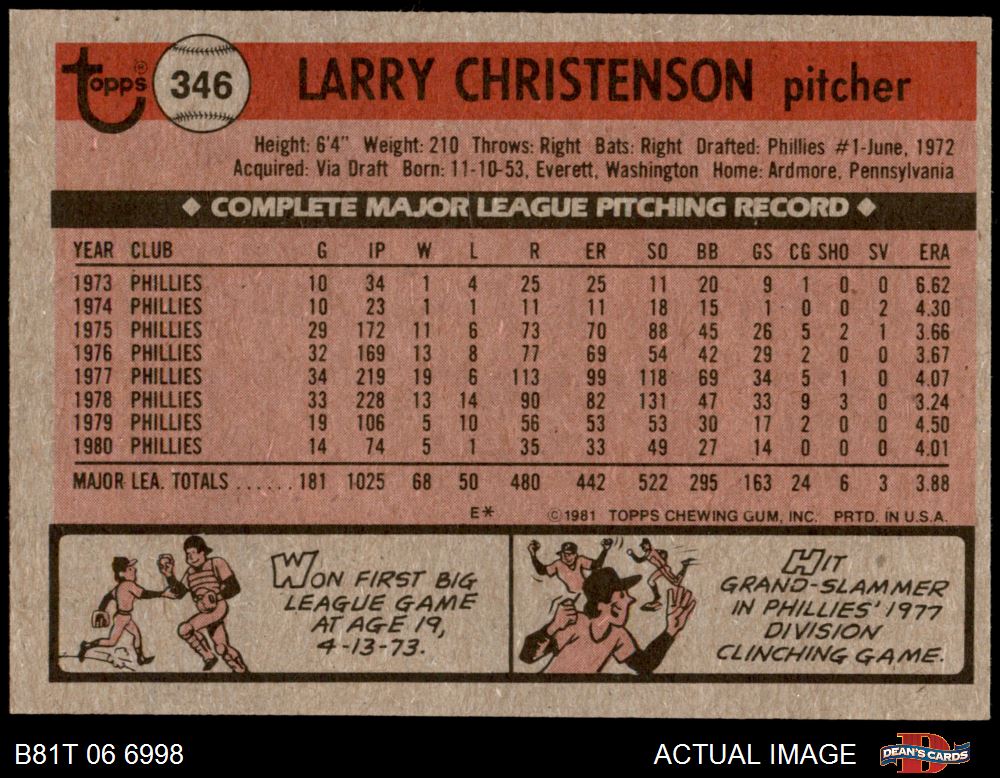 topps® 346 LARRY CHRISTENSON pitcher
Height: 6'4" Weight: 210 Throws: Right Bats: Right Drafted: Phillies #1-June, 1972
Acquired: Via Draft Born: 11-10-53, Everett, Washington Home: Ardmore, Pennsylvania
◆ COMPLETE MAJOR LEAGUE PITCHING RECORD ◆
YEAR CLUB G IP W L R ER SO BB GS CG SHO SV ERA
1973 PHILLIES 10 34 1 4 25 25 11 20 9 1 0 0 6.62
1974 PHILLIES 10 23 1 1 11 11 18 15 1 0 0 2 4.30
1975 PHILLIES 29 172 11 6 73 70 88 45 26 5 2 1 3.66
1976 PHILLIES 32 169 13 8 77 69 54 42 29 2 0 0 3.67
1977 PHILLIES 34 219 19 6 113 99 118 69 34 5 1 0 4.07
1978 PHILLIES 33 228 13 14 90 82 131 47 33 9 3 0 3.24
1979 PHILLIES 19 106 5 10 56 53 53 30 17 2 0 0 4.50
1980 PHILLIES 14 74 5 1 35 33 49 27 14 0 0 0 4.01
MAJOR LEA. TOTALS ...... 181 1025 68 50 480 442 522 295 163 24 6 3 3.88
E* ©1981 TOPPS CHEWING GUM, INC. PRTD. IN U.S.A.
WON FIRST BIG
LEAGUE GAME
AT AGE 19,
4-13-73.
HIT
GRAND-SLAMMER
IN PHILLIES' 1977
DIVISION
CLINCHING GAME.
B81T 06 6998 ACTUAL IMAGE DEAN'S CARDS